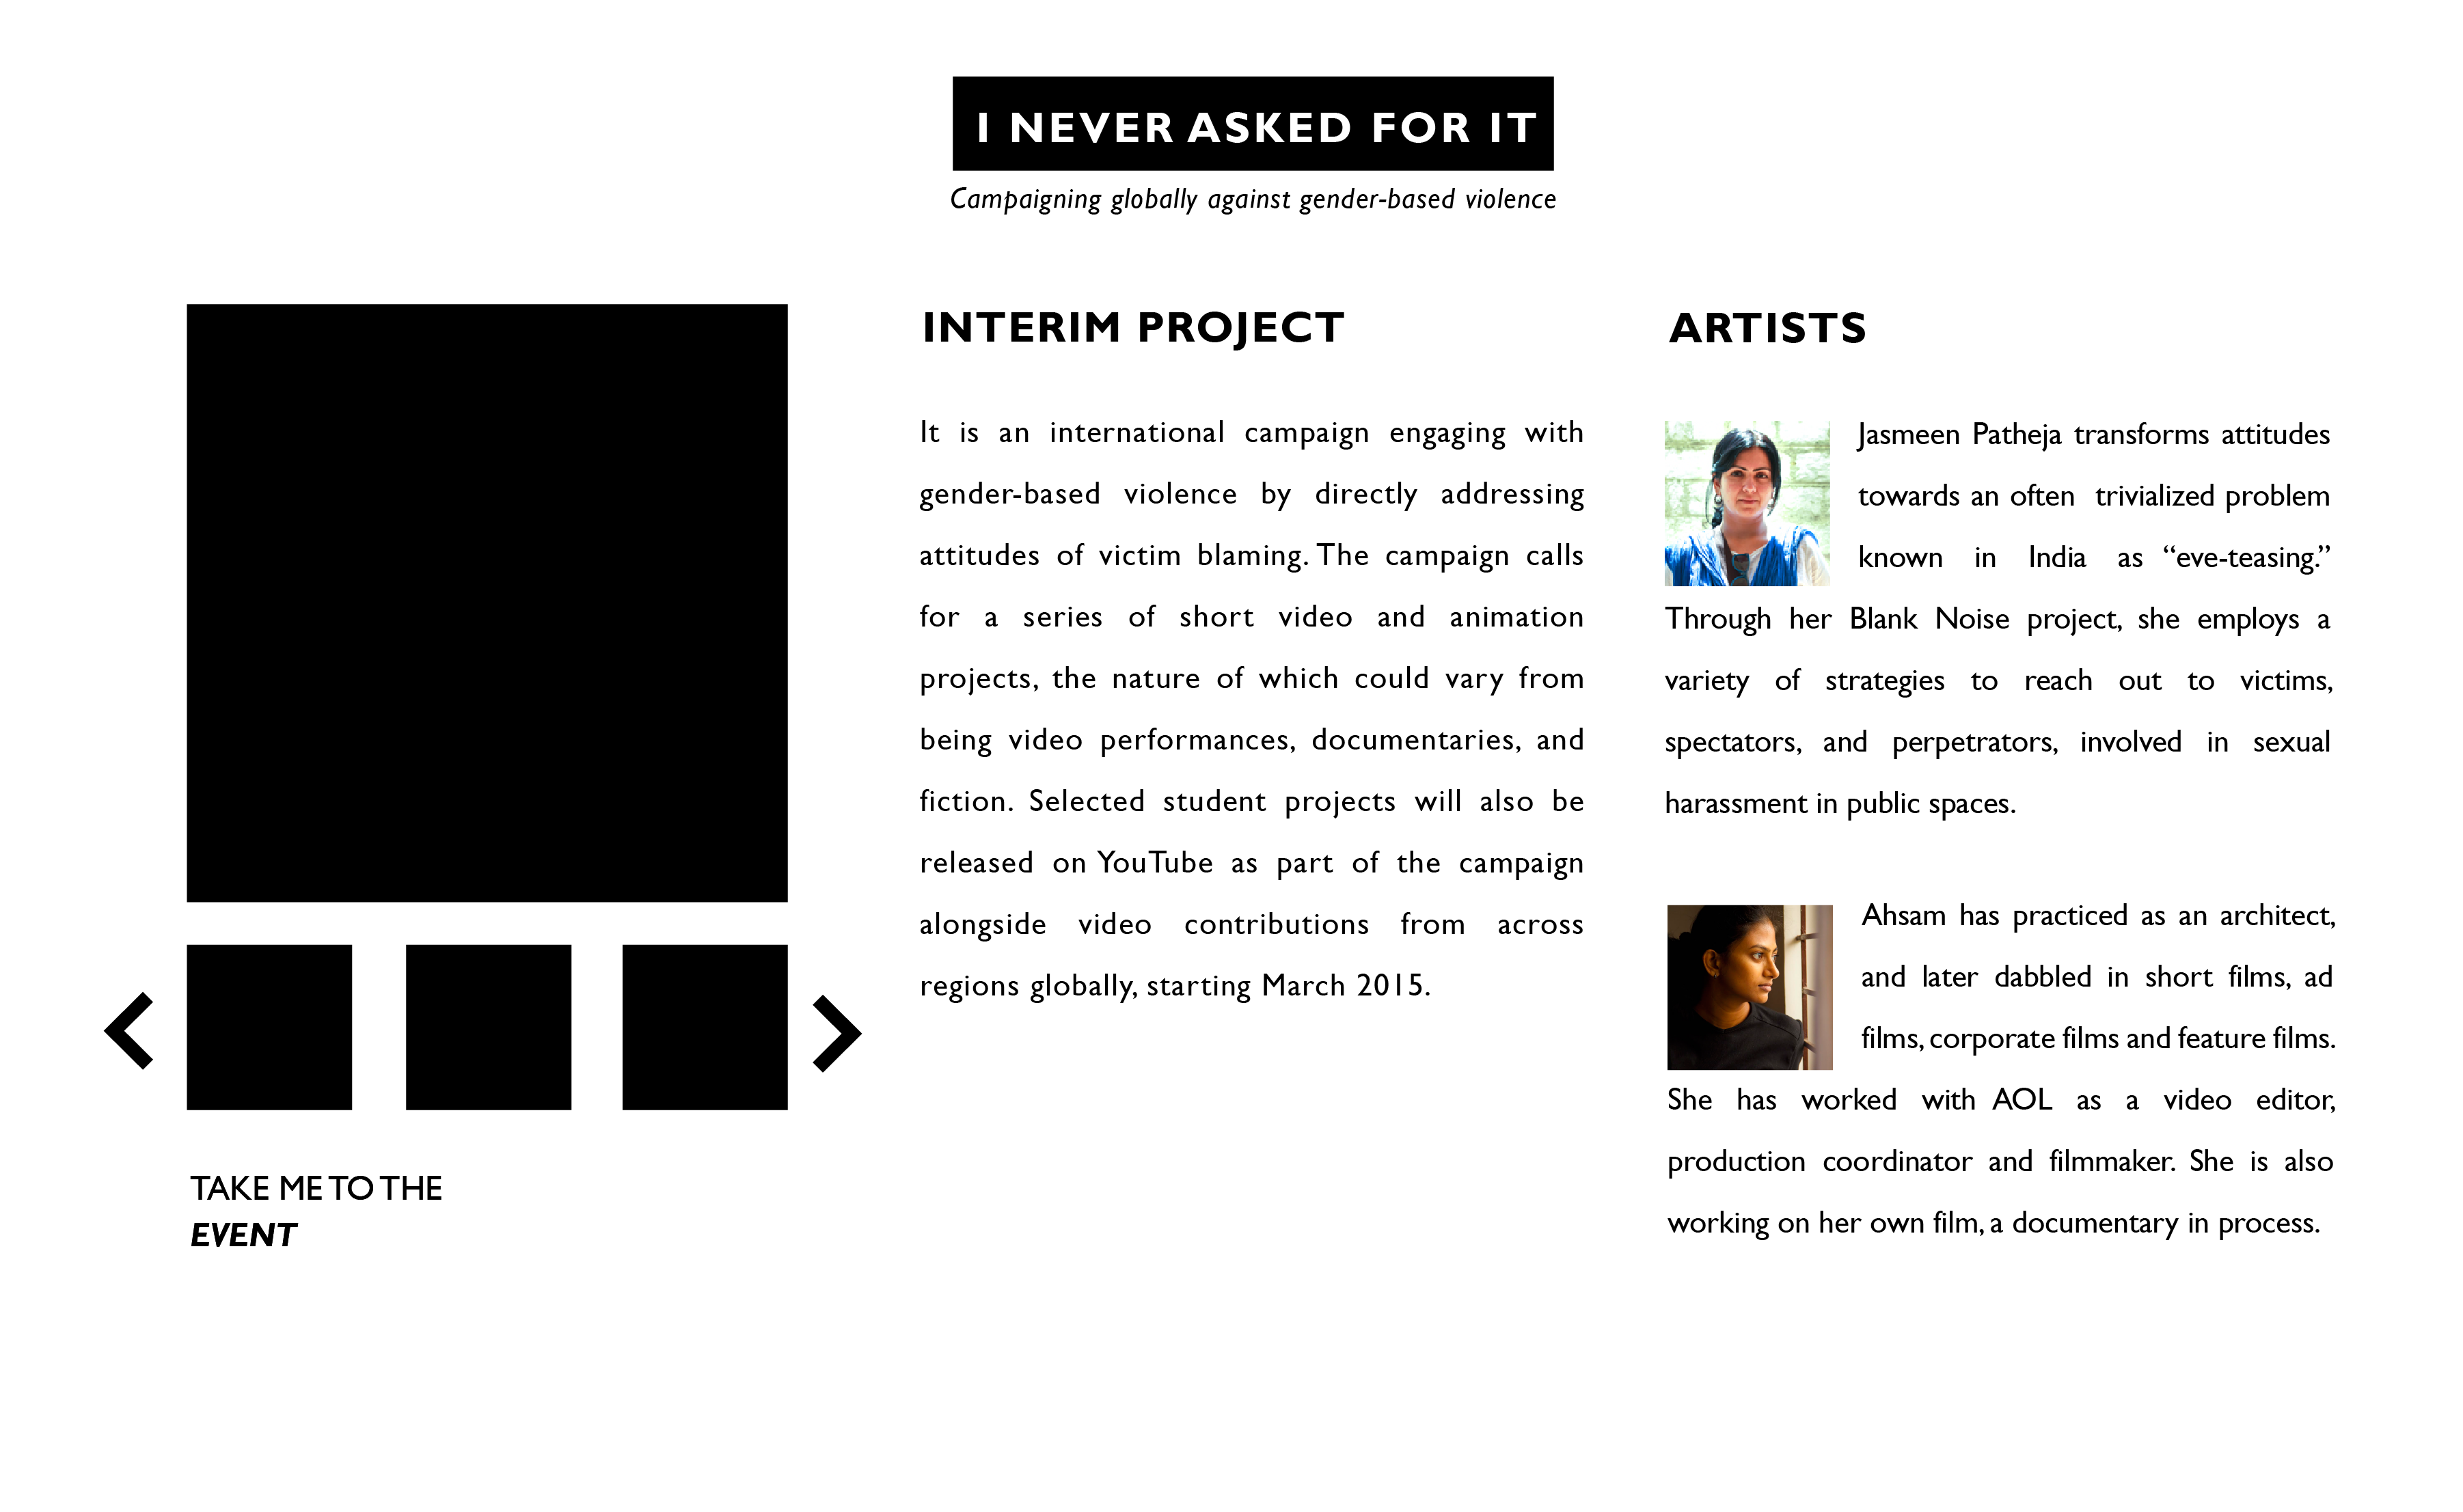 I NEVER ASKED FOR IT
Campaigning globally against gender-based violence
INTERIM PROJECT
It is an international campaign engaging with
gender-based violence by directly addressing
attitudes of victim blaming. The campaign calls
for a series of short video and animation
projects, the nature of which could vary from
being video performances, documentaries, and
fiction. Selected student projects will also be
released on YouTube as part of the campaign
alongside video contributions from across
regions globally, starting March 2015.
ARTISTS
Jasmeen Patheja transforms attitudes
towards an often trivialized problem
known in India as “eve-teasing.”
Through her Blank Noise project, she employs a
variety of strategies to reach out to victims,
spectators, and perpetrators, involved in sexual
harassment in public spaces.
Ahsam has practiced as an architect,
and later dabbled in short films, ad
films, corporate films and feature films.
She has worked with AOL as a video editor,
production coordinator and filmmaker. She is also
working on her own film, a documentary in process.
TAKE ME TO THE
EVENT